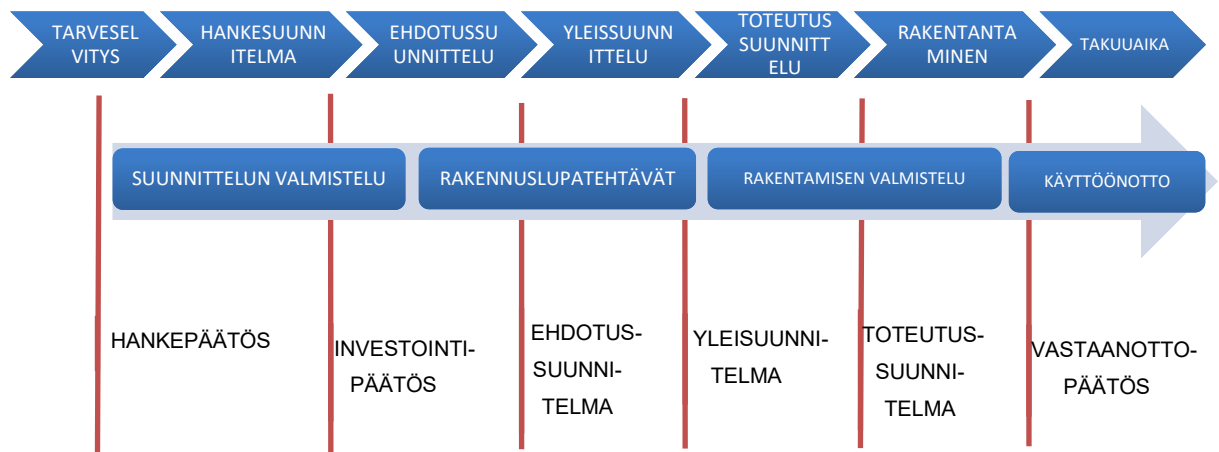 TARVESEL
VITYS
HANKESUUNN
ITELMA
EHDOTUSSU
UNNITTELU
YLEISSUUNN
ITTELU
TOTEUTUS
SUUNNITT
ELU
RAKENTANTA
MINEN
TAKUUAIKA
SUUNNITTELUN VALMISTELU
RAKENNUSLUPATEHTÄVÄT
RAKENTAMISEN VALMISTELU
KÄYTTÖÖNOTTO
HANKEPÄÄTÖS
INVESTOINTI-
PÄÄTÖS
EHDOTUS-
SUUNNI-
TELMA
YLEISUUNNI-
TELMA
TOTEUTUS-
SUUNNI-
TELMA
VASTAANOTTO-
PÄÄTÖS